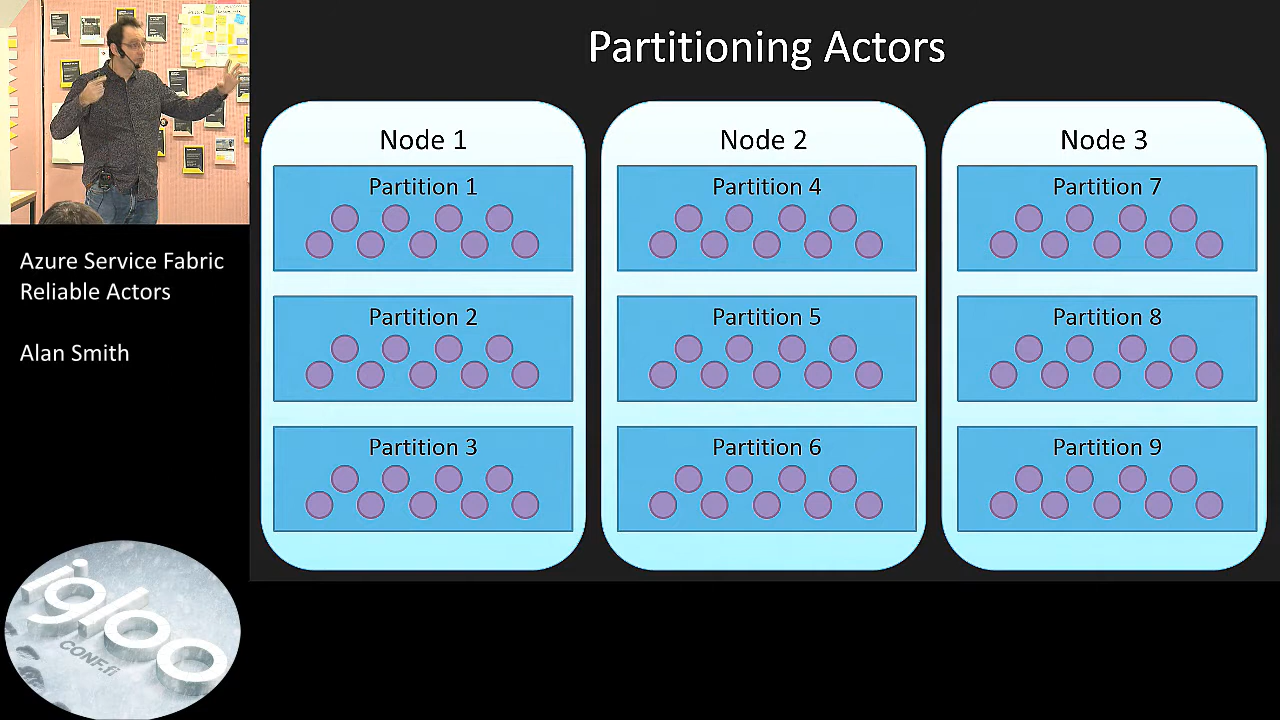 Partitioning Actors
Node 1
Partition 1
Partition 2
Partition 3
Node 2
Partition 4
Partition 5
Partition 6
Node 3
Partition 7
Partition 8
Partition 9
Azure Service Fabric
Reliable Actors
Alan Smith
igloo
CONF.fi